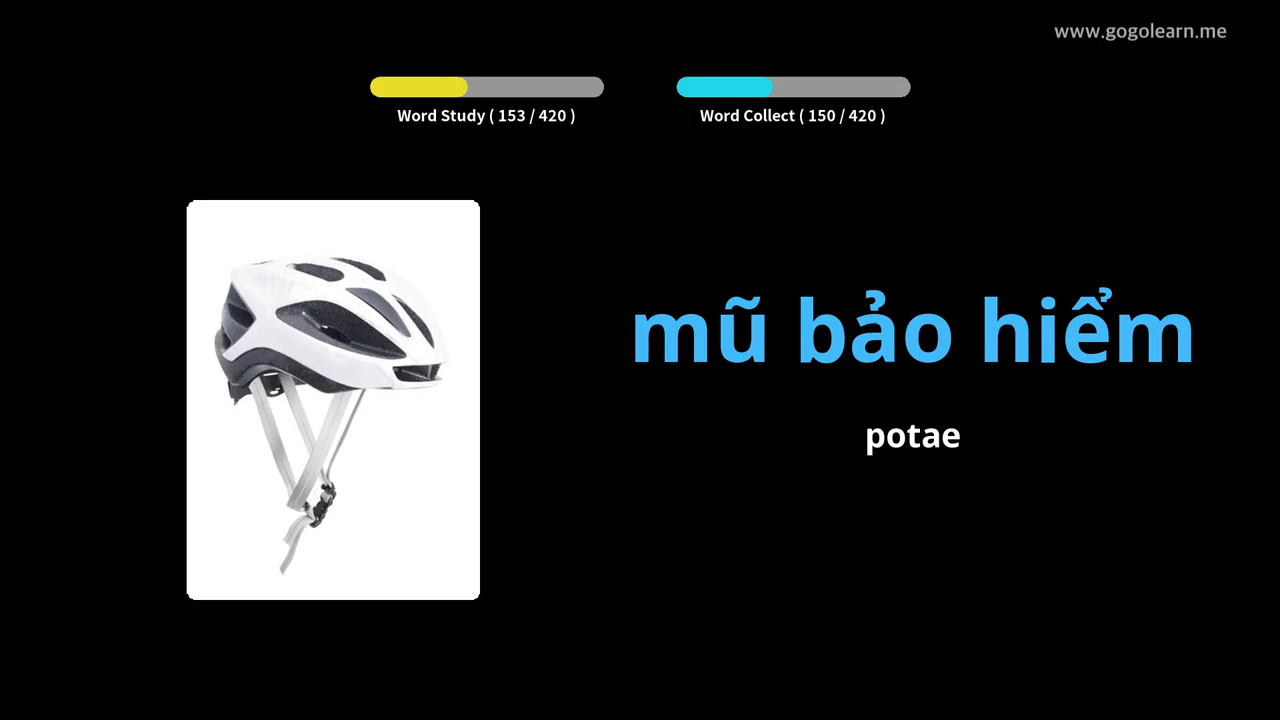 www.gogolearn.me
Word Study ( 153 / 420 )
Word Collect ( 150 / 420 )
mũ bảo hiểm
potae